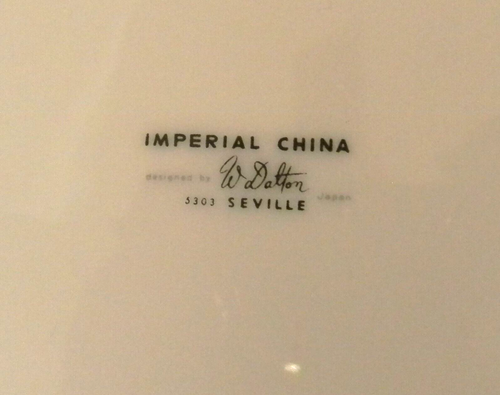 IMPERIAL CHINA
designed by W Dalton Japan
5303 SEVILLE